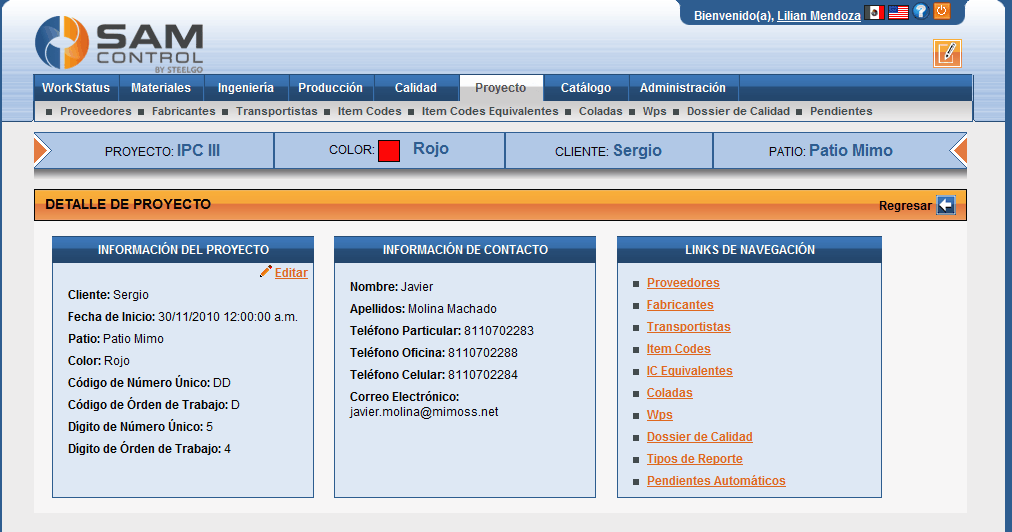 Bienvenido(a), Lilian Mendoza
SAM
CONTROL
BY STEELGO
WorkStatus Materiales Ingeniería Producción Calidad Proyecto Catálogo Administración
Proveedores Fabricantes Transportistas Item Codes Item Codes Equivalentes Coladas Wps Dossier de Calidad Pendientes
PROYECTO: IPC III COLOR: Rojo CLIENTE: Sergio PATIO: Patio Mimo
DETALLE DE PROYECTO Regresar
INFORMACIÓN DEL PROYECTO
Editar
Cliente: Sergio
Fecha de Inicio: 30/11/2010 12:00:00 a.m.
Patio: Patio Mimo
Color: Rojo
Código de Número Único: DD
Código de Órden de Trabajo: D
Dígito de Número Único: 5
Dígito de Órden de Trabajo: 4
INFORMACIÓN DE CONTACTO
Nombre: Javier
Apellidos: Molina Machado
Teléfono Particular: 8110702283
Teléfono Oficina: 8110702288
Teléfono Celular: 8110702284
Correo Electrónico:
javier.molina@mimoss.net
LINKS DE NAVEGACIÓN
Proveedores
Fabricantes
Transportistas
Item Codes
IC Equivalentes
Coladas
Wps
Dossier de Calidad
Tipos de Reporte
Pendientes Automáticos